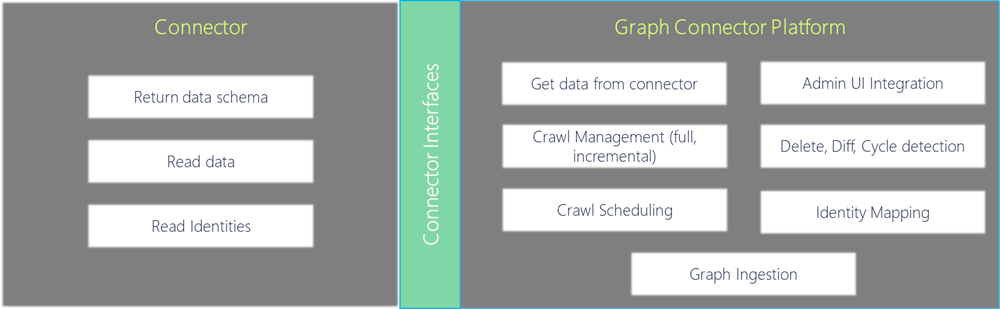 Connector
Return data schema
Read data
Read Identities
Connector Interfaces
Graph Connector Platform
Get data from connector
Admin UI Integration
Crawl Management (full,
incremental)
Delete, Diff, Cycle detection
Crawl Scheduling
Identity Mapping
Graph Ingestion